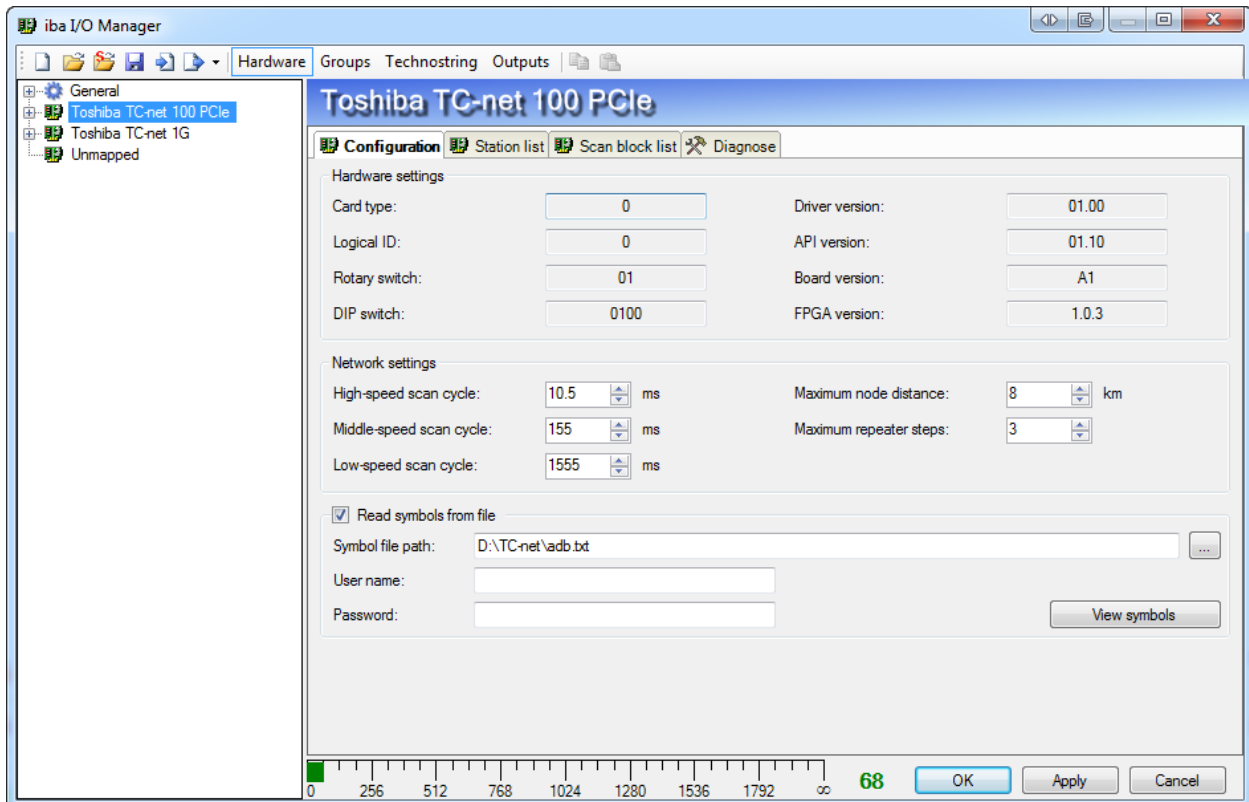 iba I/O Manager
Hardware Groups Technostring Outputs
General
Toshiba TC-net 100 PCIe
Toshiba TC-net 1G
Unmapped
Toshiba TC-net 100 PCIe
Configuration Station list Scan block list Diagnose
Hardware settings
Card type: 0 Driver version: 01.00
Logical ID: 0 API version: 01.10
Rotary switch: 01 Board version: A1
DIP switch: 0100 FPGA version: 1.0.3
Network settings
High-speed scan cycle: 10.5 ms Maximum node distance: 8 km
Middle-speed scan cycle: 155 ms Maximum repeater steps: 3
Low-speed scan cycle: 1555 ms
Read symbols from file
Symbol file path: D:\TC-net\adb.txt ...
User name:
Password: View symbols
0 256 512 768 1024 1280 1536 1792 ∞ 68 OK Apply Cancel